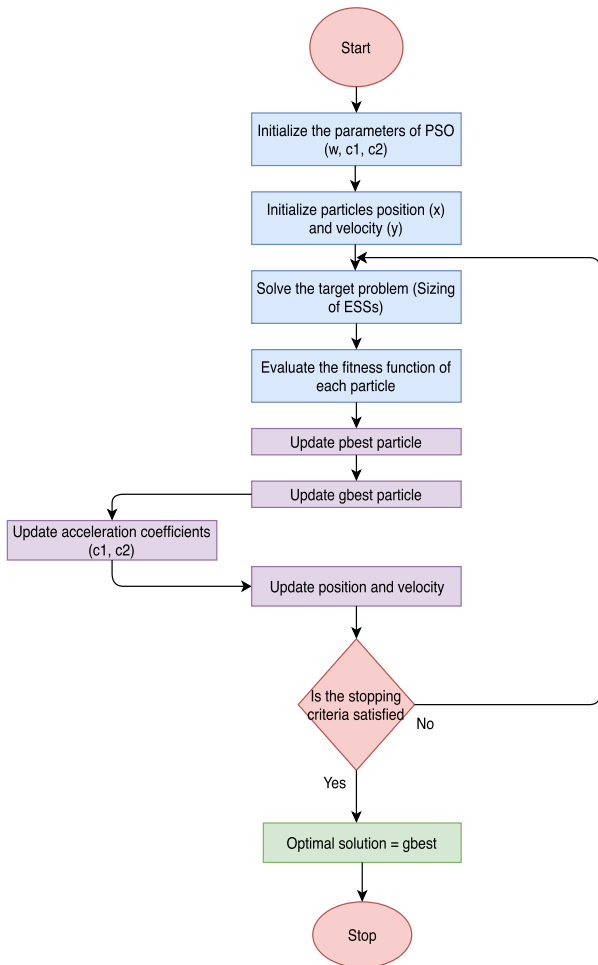 Start
Initialize the parameters of PSO
(w, c1, c2)
Initialize particles position (x)
and velocity (y)
Solve the target problem (Sizing
of ESSs)
Evaluate the fitness function of
each particle
Update pbest particle
Update gbest particle
Update acceleration coefficients
(c1, c2)
Update position and velocity
Is the stopping
criteria satisfied
No
Yes
Optimal solution = gbest
Stop